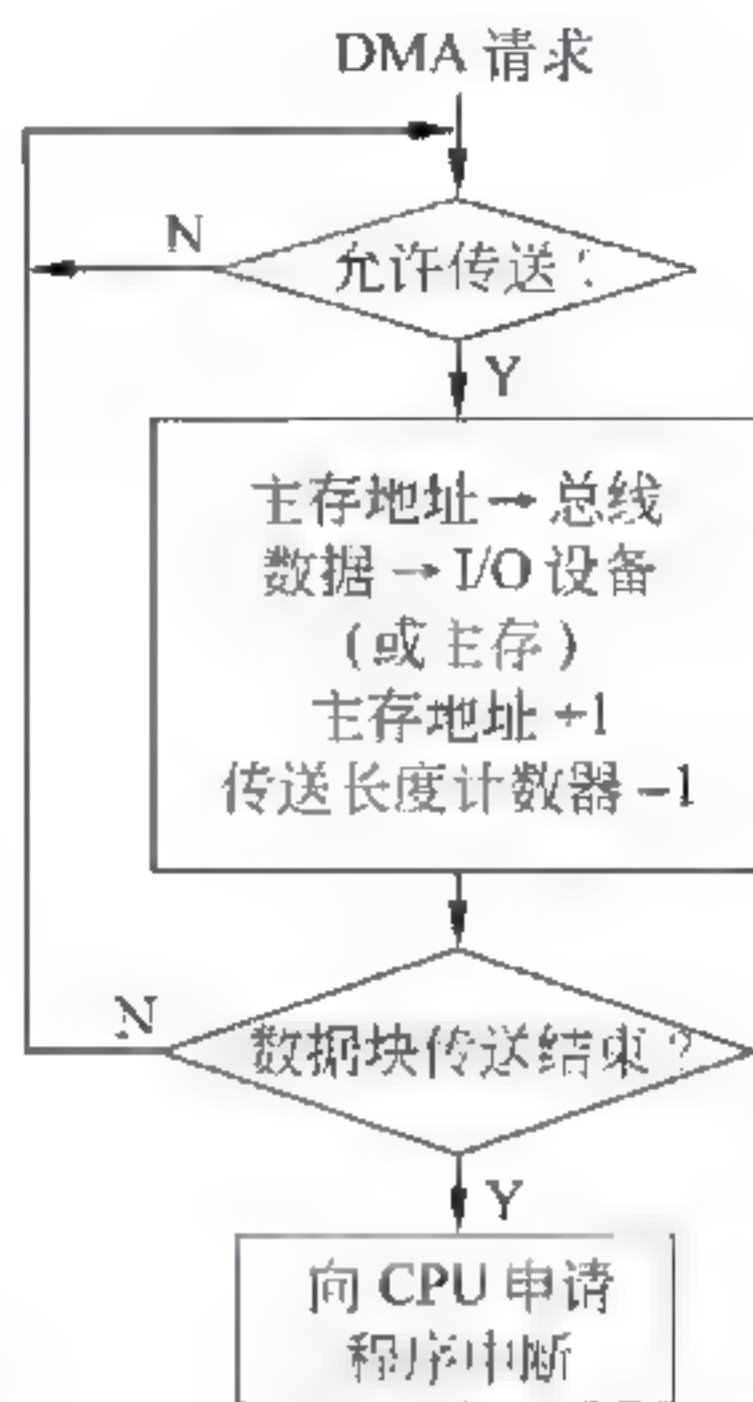 DMA 请求
N
允许传送?
Y
主存地址→总线
数据→I/O 设备
(或主存)
主存地址+1
传送长度计数器-1
N
数据块传送结束?
Y
向 CPU 申请
程序中断